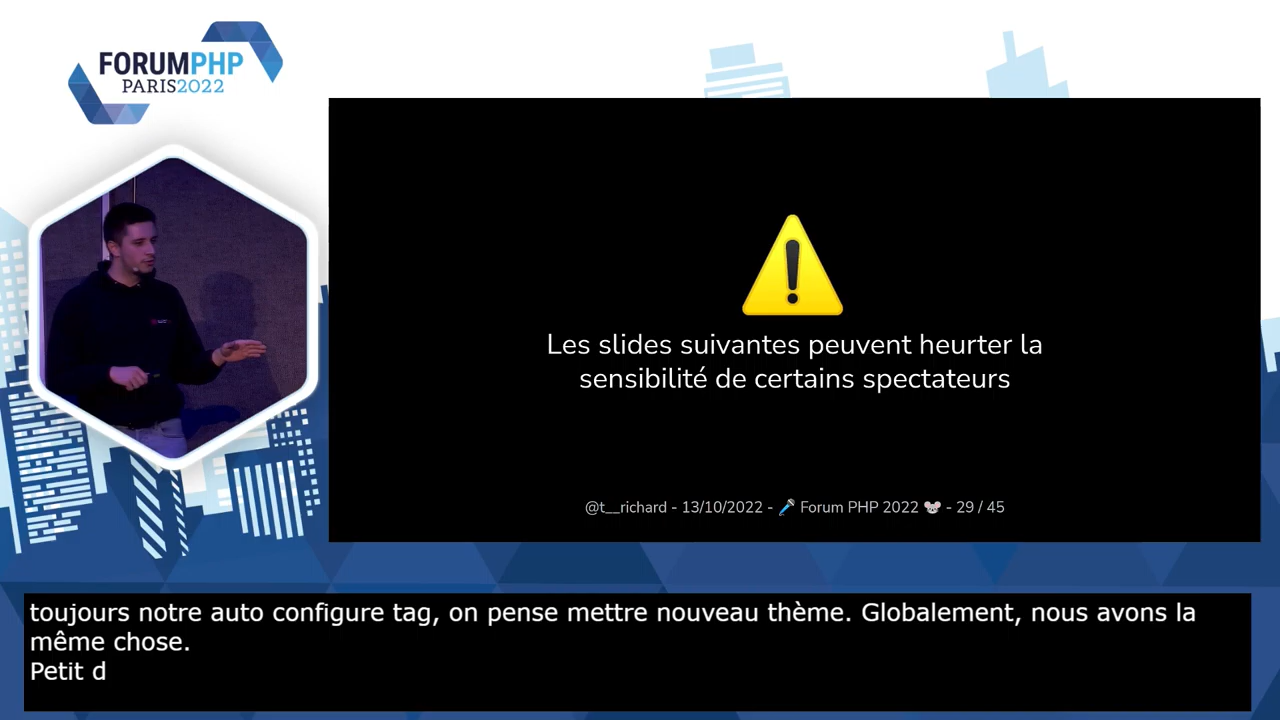 FORUMPHP
PARIS2022
Les slides suivantes peuvent heurter la
sensibilité de certains spectateurs
@t__richard - 13/10/2022 - 🎤 Forum PHP 2022 🐭 - 29 / 45
toujours notre auto configure tag, on pense mettre nouveau thème. Globalement, nous avons la
même chose.
Petit d